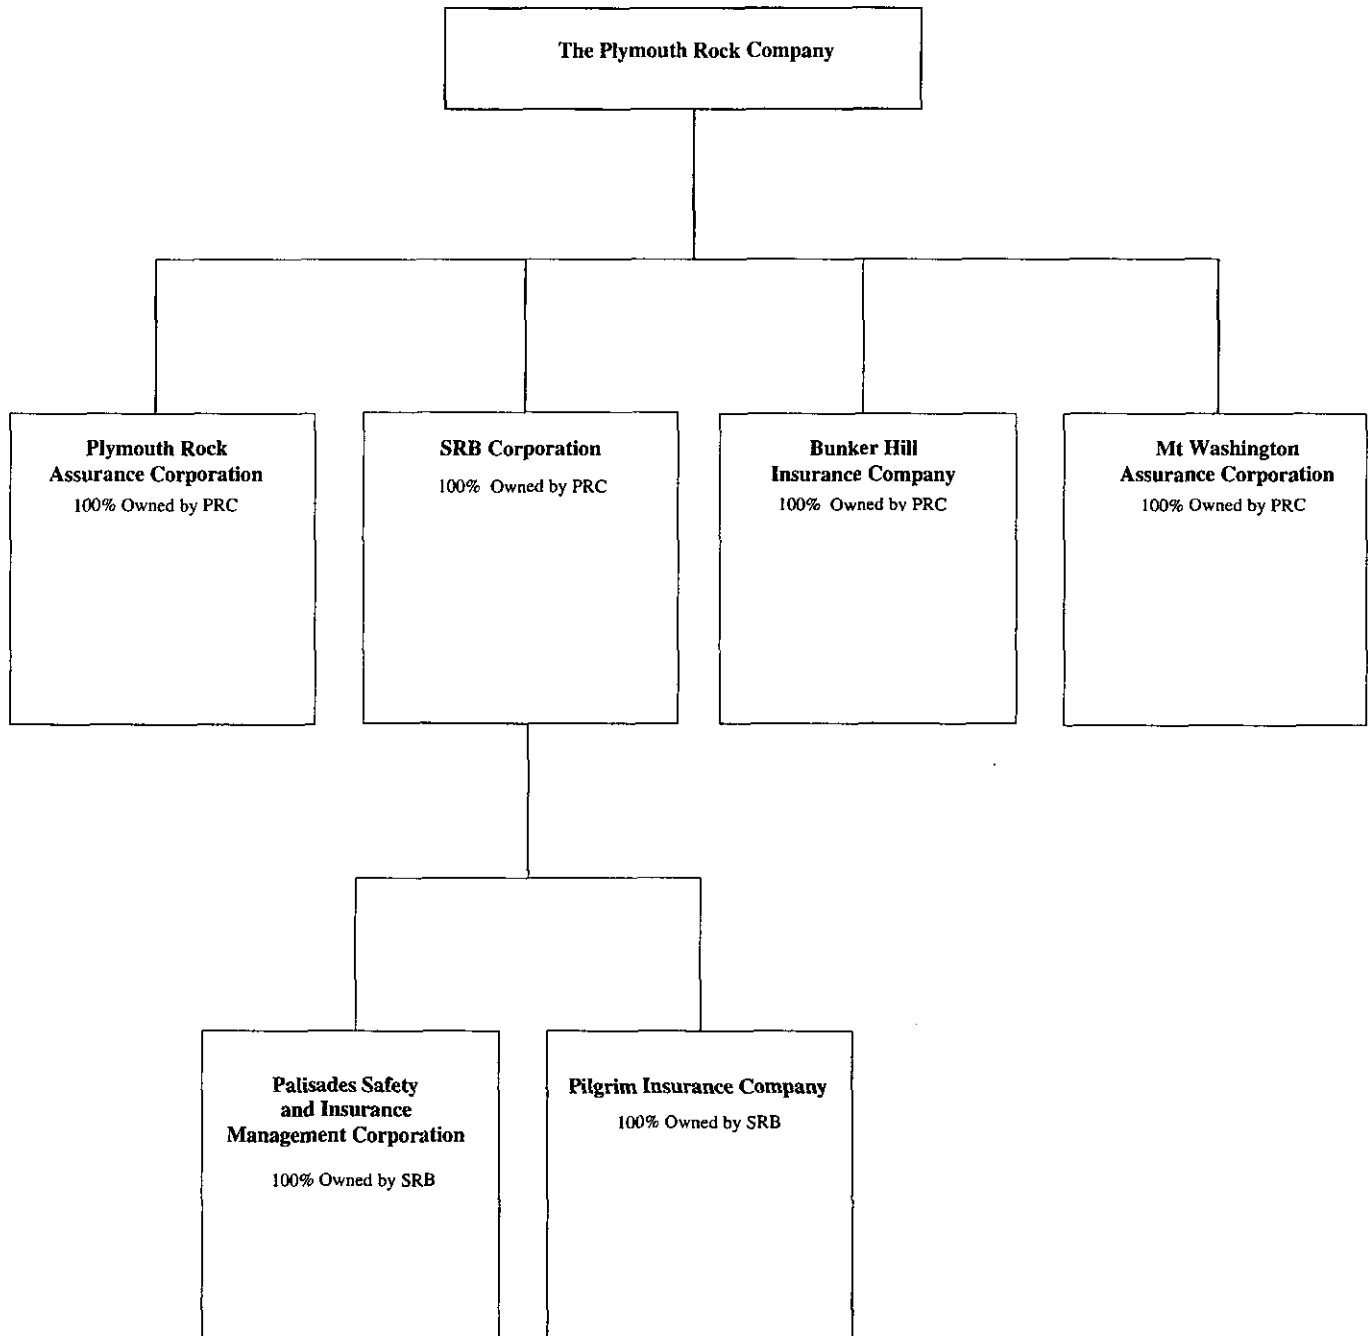 The Plymouth Rock Company
Plymouth Rock
Assurance Corporation
100% Owned by PRC
SRB Corporation
100% Owned by PRC
Bunker Hill
Insurance Company
100% Owned by PRC
Mt Washington
Assurance Corporation
100% Owned by PRC
Palisades Safety
and Insurance
Management Corporation
100% Owned by SRB
Pilgrim Insurance Company
100% Owned by SRB